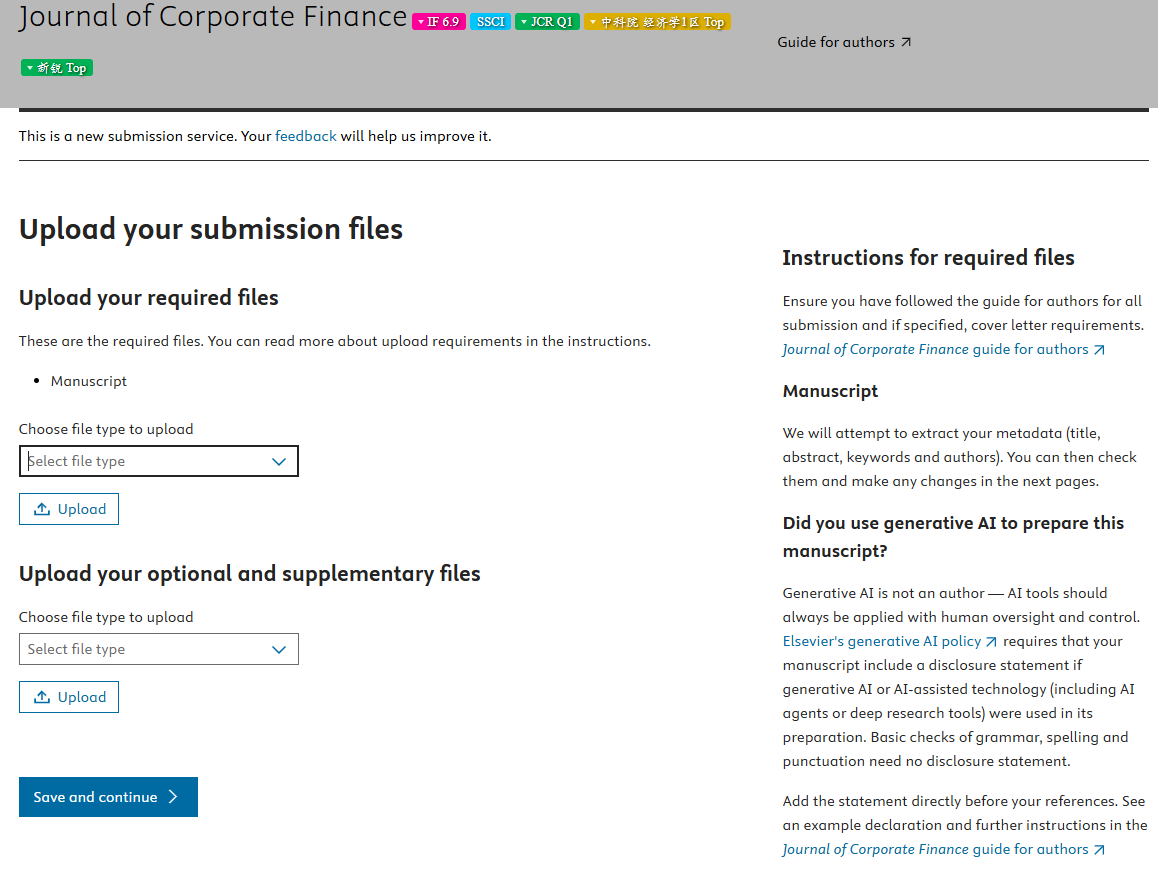 Journal of Corporate Finance IF 6.9 SSCI JCR Q1 中科院 经济学1区 Top
新锐 Top
Guide for authors
This is a new submission service. Your feedback will help us improve it.
Upload your submission files
Upload your required files
These are the required files. You can read more about upload requirements in the instructions.
Manuscript
Choose file type to upload
Select file type
Upload
Upload your optional and supplementary files
Choose file type to upload
Select file type
Upload
Save and continue
Instructions for required files
Ensure you have followed the guide for authors for all
submission and if specified, cover letter requirements.
Journal of Corporate Finance guide for authors
Manuscript
We will attempt to extract your metadata (title,
abstract, keywords and authors). You can then check
them and make any changes in the next pages.
Did you use generative AI to prepare this
manuscript?
Generative AI is not an author — AI tools should
always be applied with human oversight and control.
Elsevier's generative AI policy requires that your
manuscript include a disclosure statement if
generative AI or AI-assisted technology (including AI
agents or deep research tools) were used in its
preparation. Basic checks of grammar, spelling and
punctuation need no disclosure statement.
Add the statement directly before your references. See
an example declaration and further instructions in the
Journal of Corporate Finance guide for authors